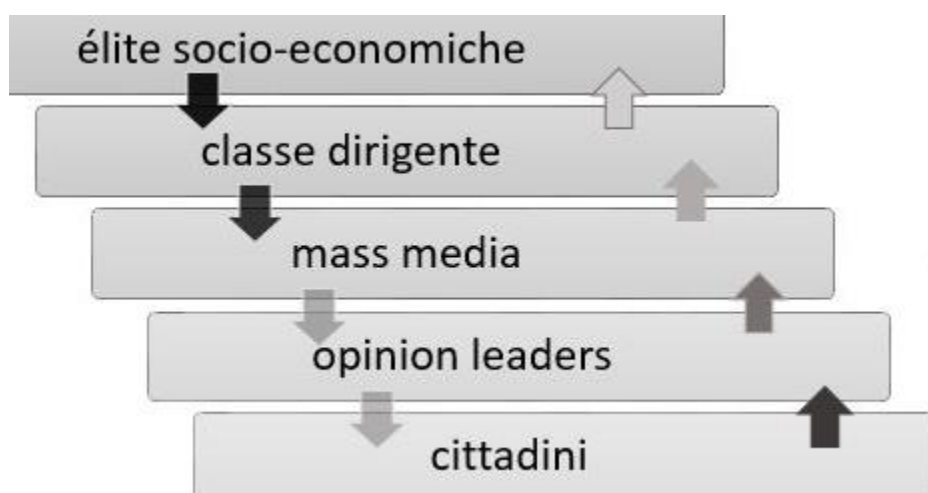 élite socio-economiche
classe dirigente
mass media
opinion leaders
cittadini